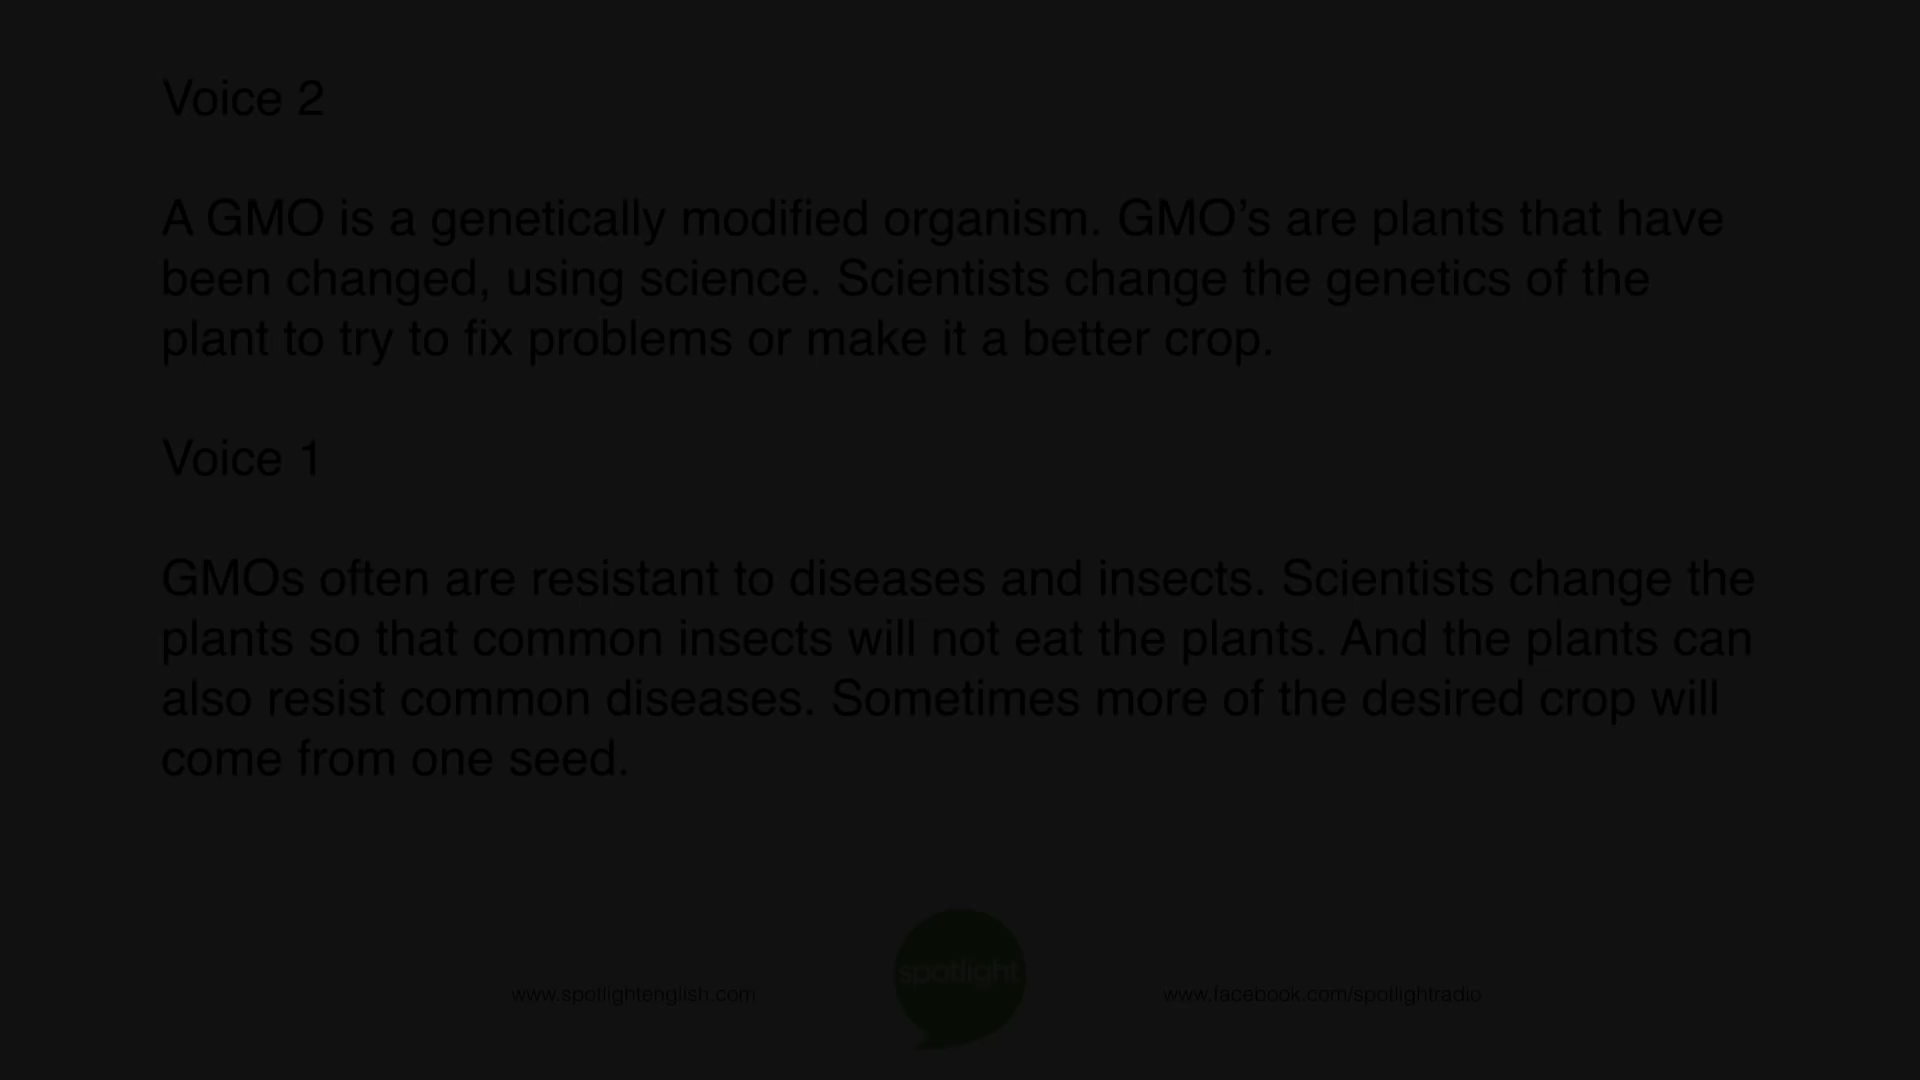 Voice 2
A GMO is a genetically modified organism. GMO’s are plants that have
been changed, using science. Scientists change the genetics of the
plant to try to fix problems or make it a better crop.
Voice 1
GMOs often are resistant to diseases and insects. Scientists change the
plants so that common insects will not eat the plants. And the plants can
also resist common diseases. Sometimes more of the desired crop will
come from one seed.
spotlight
www.spotlightenglish.com
www.facebook.com/spotlightradio